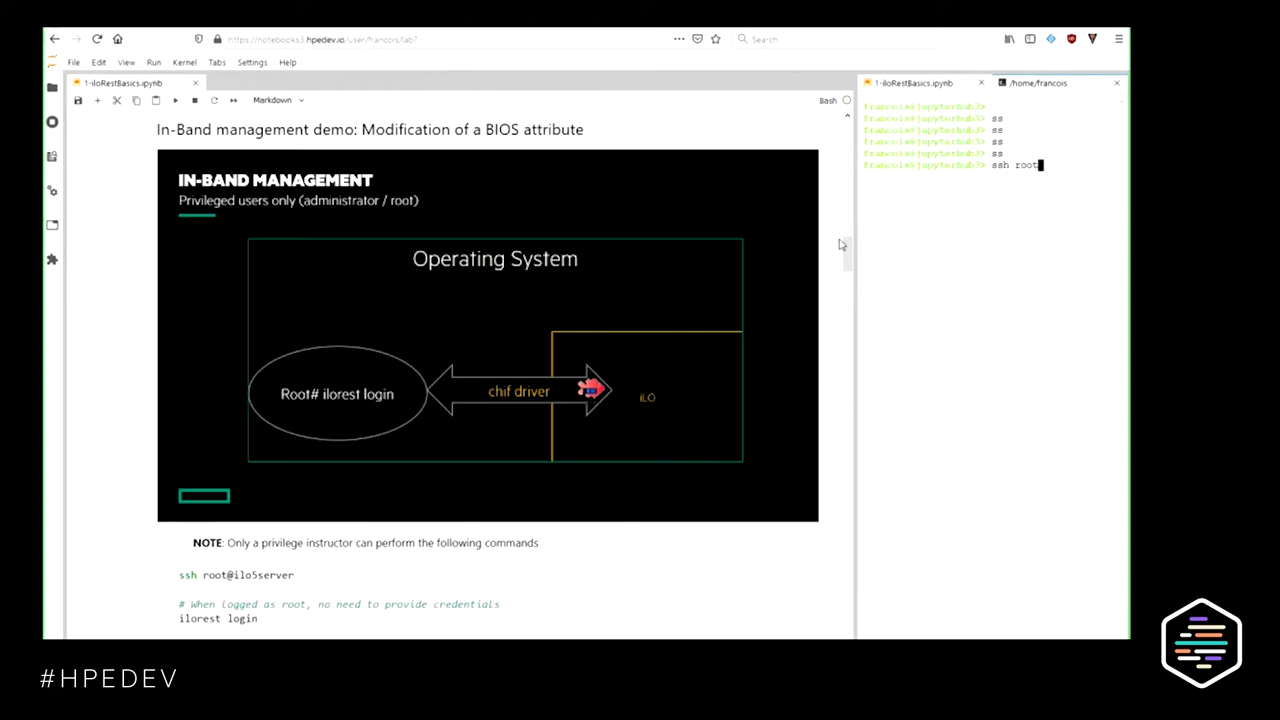 https://notebooks3.hpedev.io/user/francois/lab?
Search
File Edit View Run Kernel Tabs Settings Help
1-iloRestBasics.ipynb
Markdown
Bash
In-Band management demo: Modification of a BIOS attribute
IN-BAND MANAGEMENT
Privileged users only (administrator / root)
Operating System
Root# ilorest login
chif driver
iLO
NOTE: Only a privilege instructor can perform the following commands
ssh root@ilo5server
# When logged as root, no need to provide credentials
ilorest login
1-iloRestBasics.ipynb
/home/francois
francois@jupyterhub3>
francois@jupyterhub3> ss
francois@jupyterhub3> ss
francois@jupyterhub3> ss
francois@jupyterhub3> ss
francois@jupyterhub3> ssh root
#HPEDEV